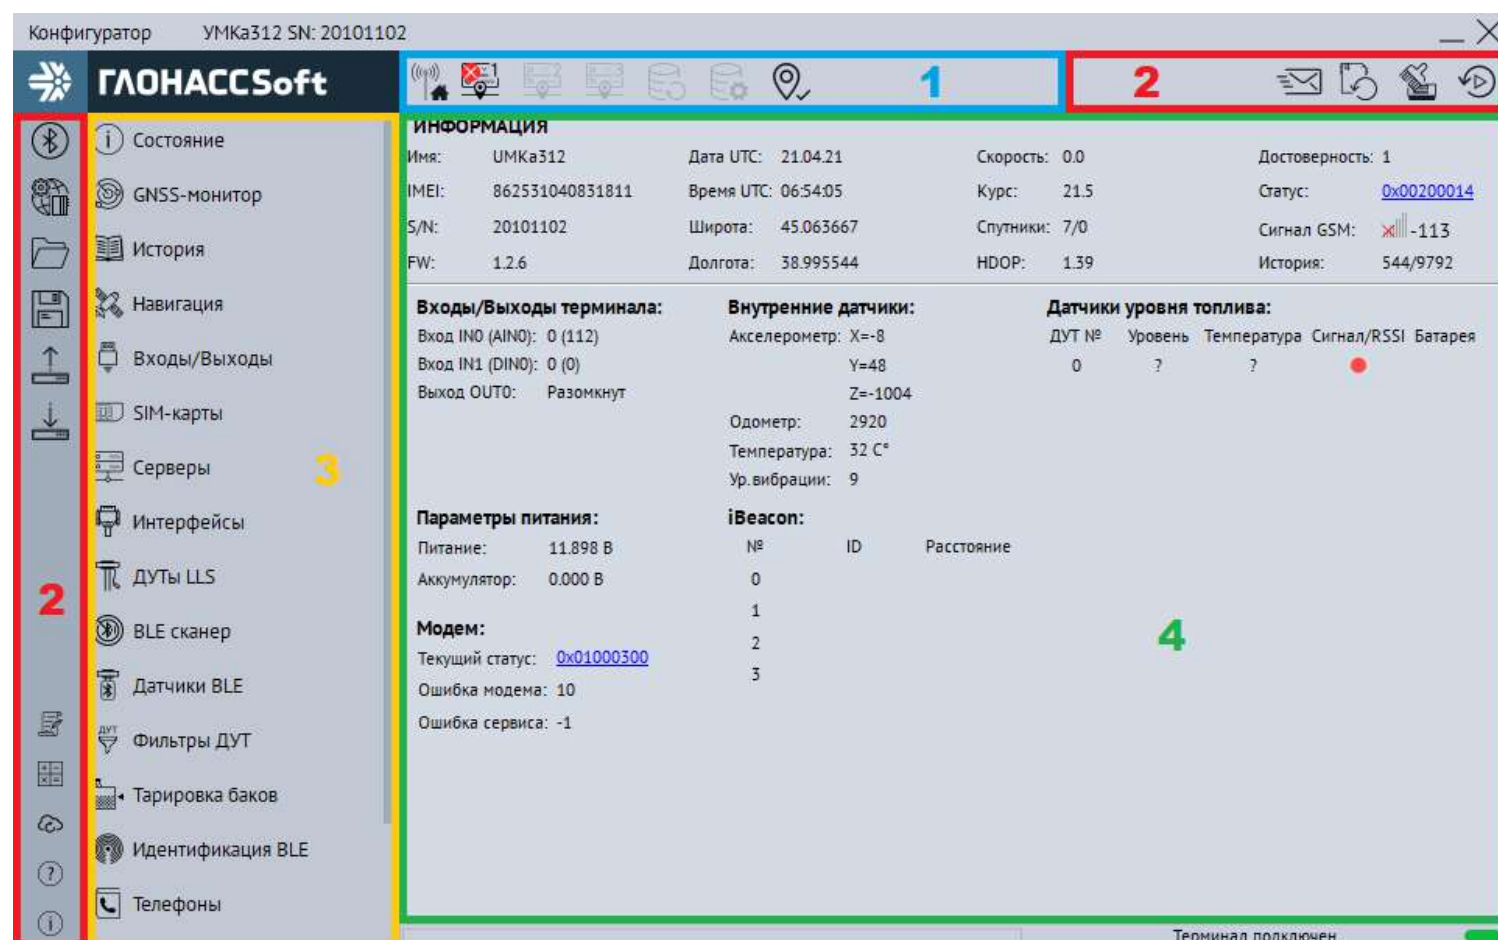 Конфигуратор УМКа312 SN: 20101102
ГЛОНАССSoft
1
1
2
ИНФОРМАЦИЯ
Имя: UMKa312 Дата UTC: 21.04.21 Скорость: 0.0 Достоверность: 1
IMEI: 862531040831811 Время UTC: 06:54:05 Курс: 21.5 Статус: 0x00200014
S/N: 20101102 Широта: 45.063667 Спутники: 7/0 Сигнал GSM: -113
FW: 1.2.6 Долгота: 38.995544 HDOP: 1.39 История: 544/9792
Состояние
GNSS-монитор
История
Навигация
Входы/Выходы
SIM-карты
Серверы
3
Интерфейсы
ДУТы LLS
2
BLE сканер
Датчики BLE
ДУТ
Фильтры ДУТ
Тарировка баков
Идентификация BLE
Телефоны
Входы/Выходы терминала:
Вход IN0 (AIN0): 0 (112)
Вход IN1 (DIN0): 0 (0)
Выход OUT0: Разомкнут
Внутренние датчики:
Акселерометр: X=-8
Y=48
Z=-1004
Одометр: 2920
Температура: 32 C°
Ур.вибрации: 9
Датчики уровня топлива:
ДУТ № Уровень Температура Сигнал/RSSI Батарея
0 ? ?
Параметры питания:
Питание: 11.898 В
Аккумулятор: 0.000 В
iBeacon:
№ ID Расстояние
0
1
2
3
Модем:
Текущий статус: 0x01000300
Ошибка модема: 10
Ошибка сервиса: -1
4
Терминал подключен